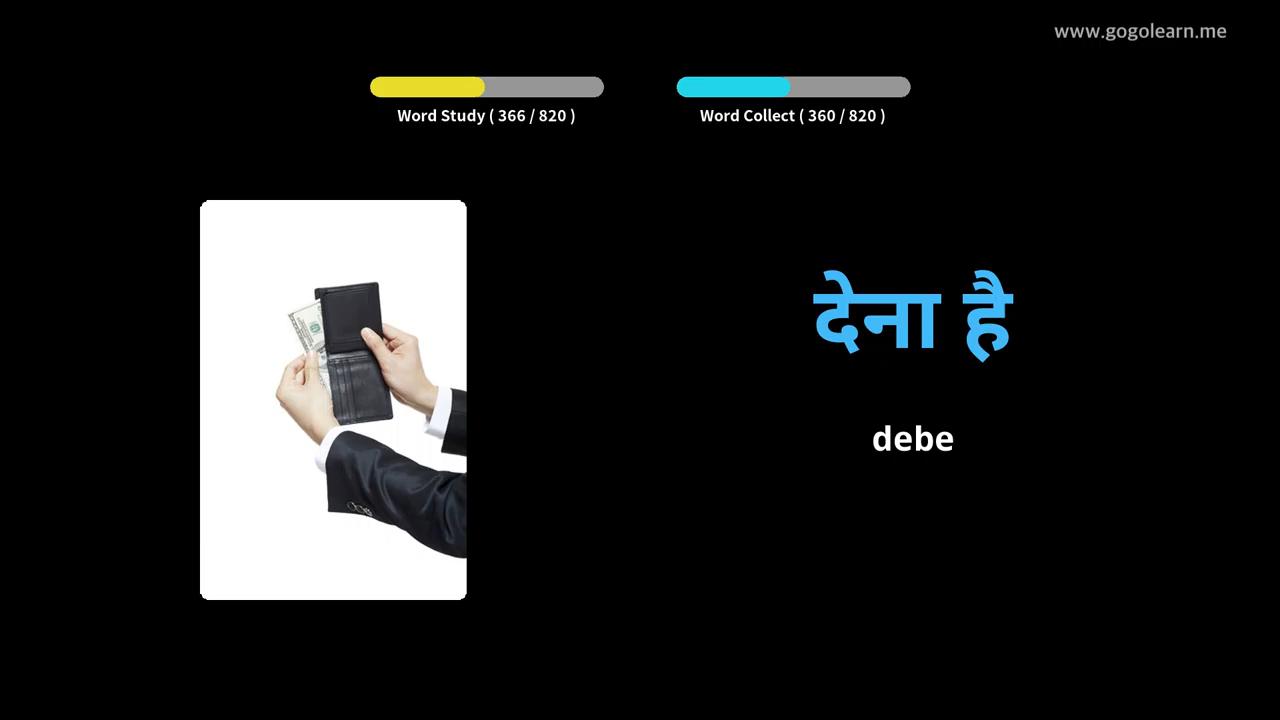 www.gogolearn.me
Word Study ( 366 / 820 )
Word Collect ( 360 / 820 )
देना है
debe